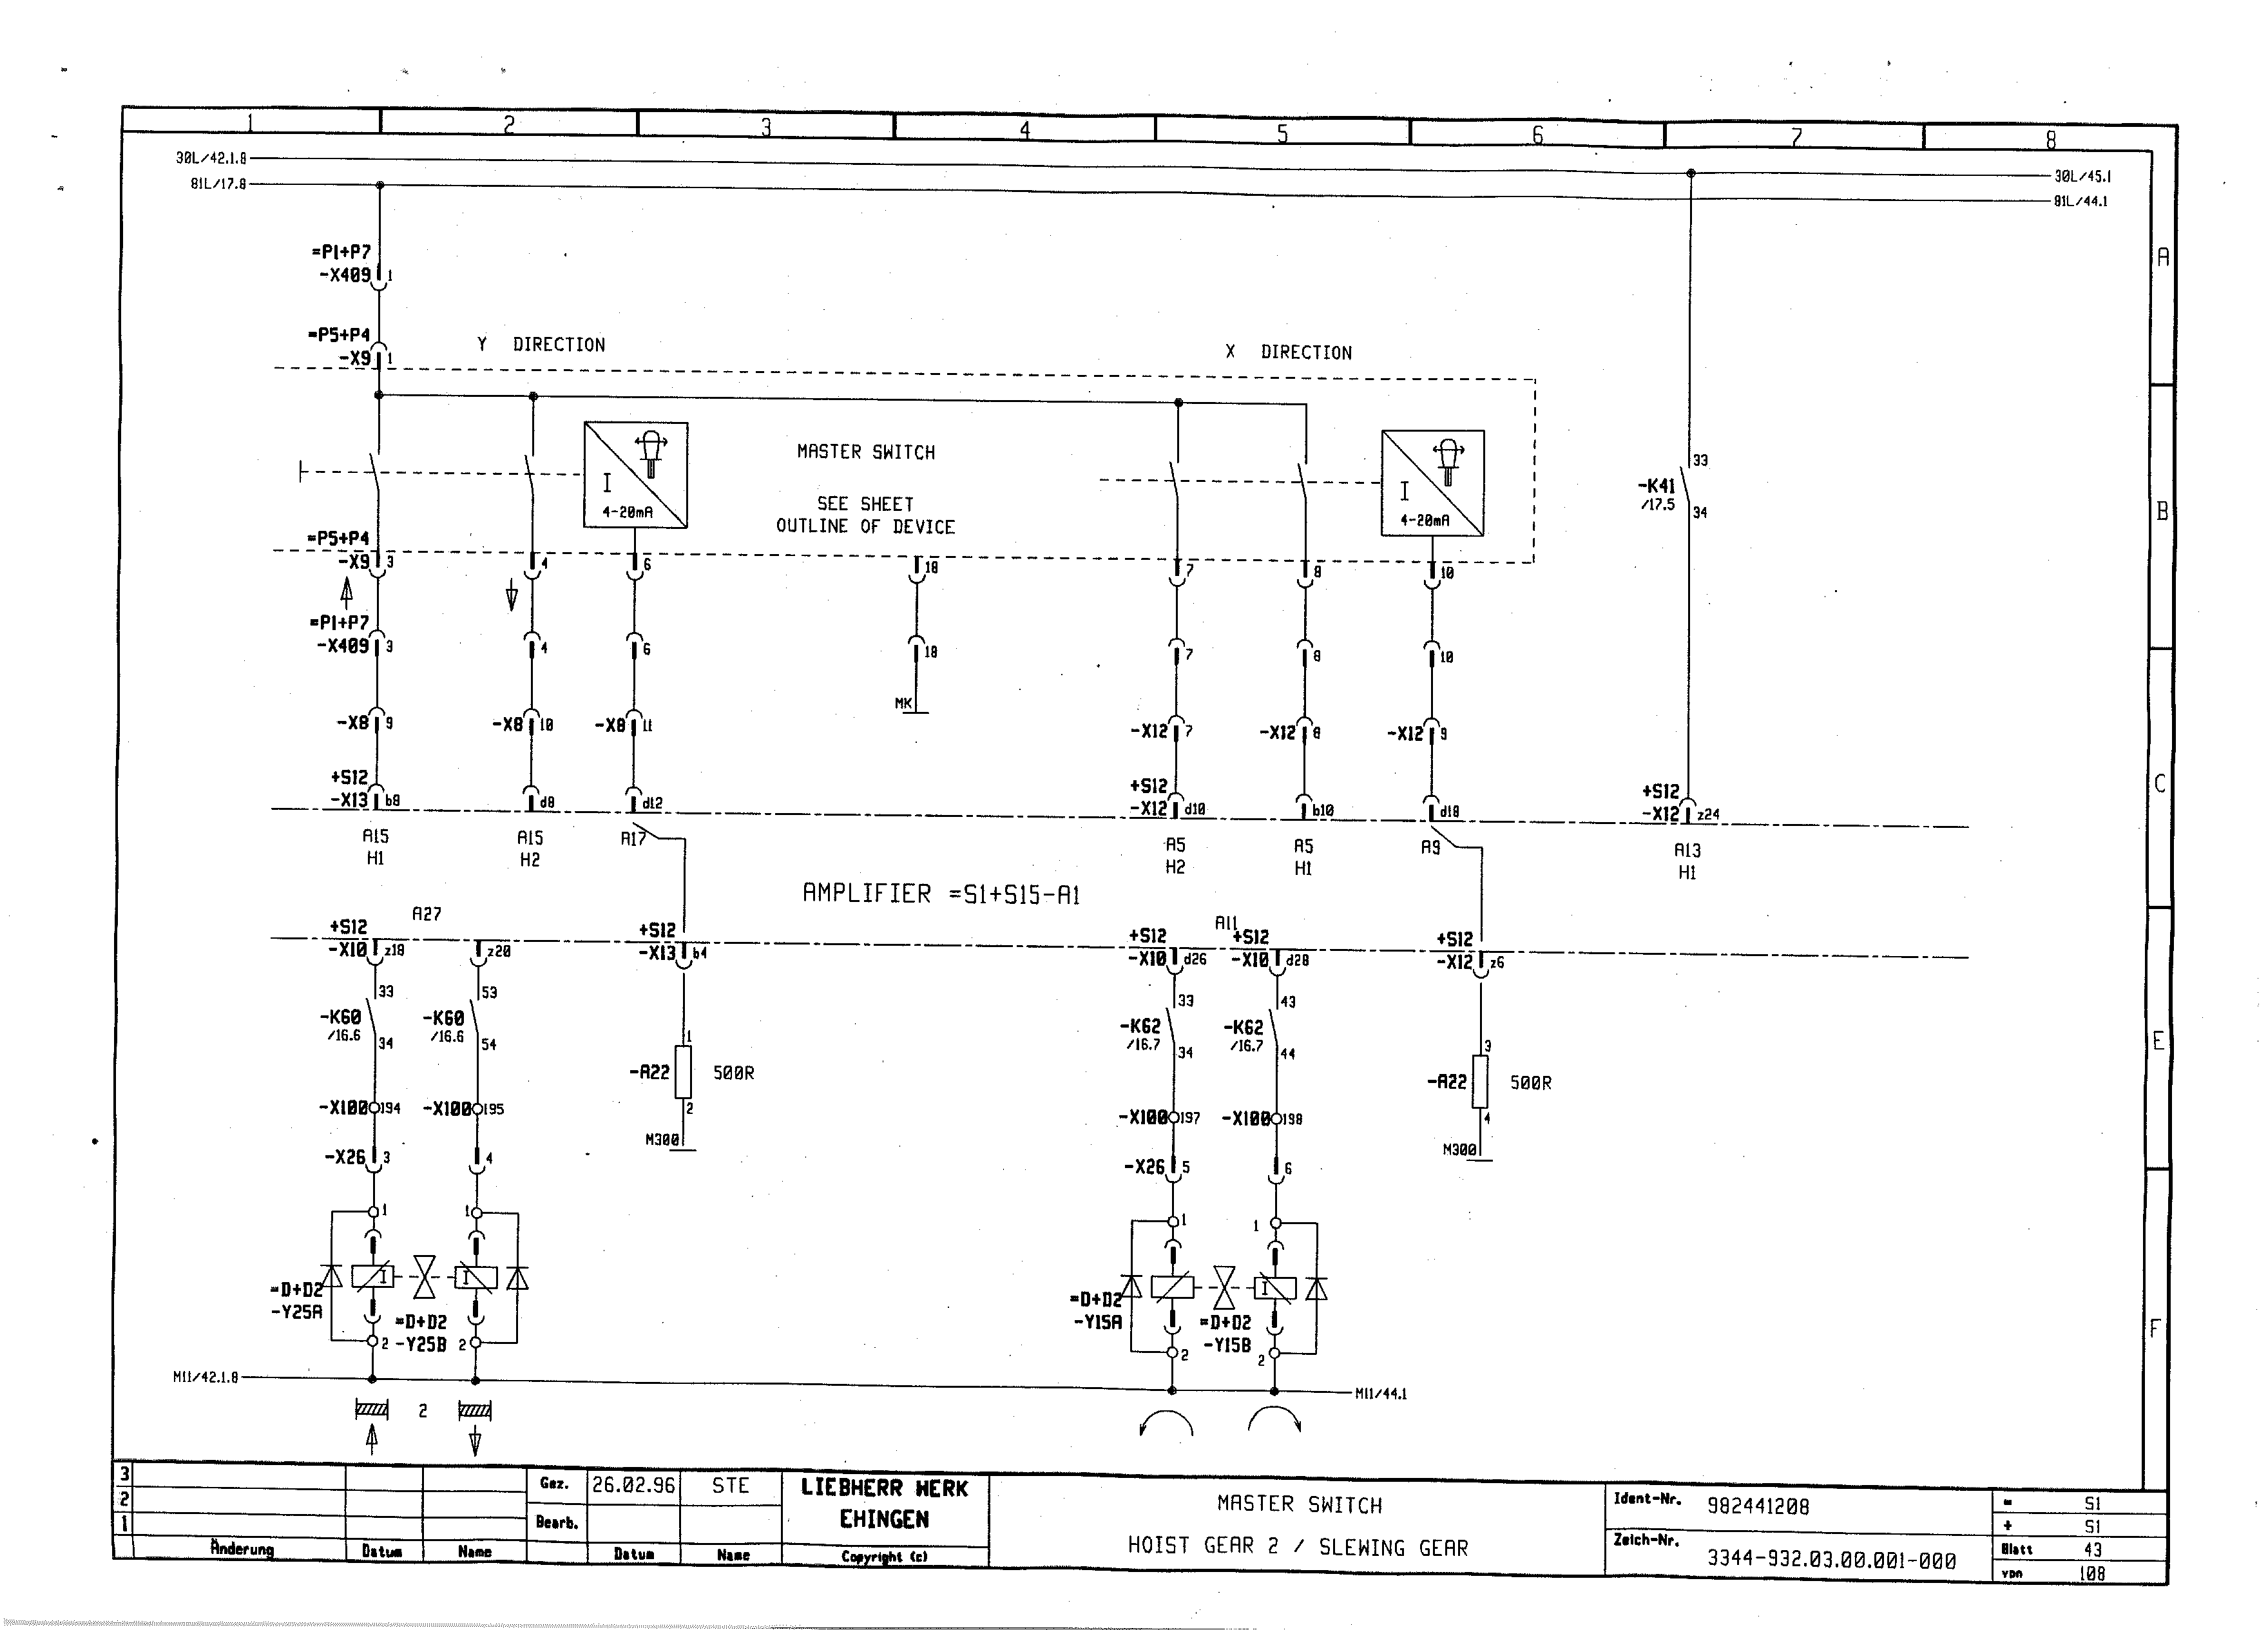 1 2 3 4 5 6 7 8
30L/42.1.8
30L/45.1
81L/17.8
81L/44.1
A
=P1+P7
-X409 1
=P5+P4
-X9 1
Y DIRECTION
X DIRECTION
MASTER SWITCH
SEE SHEET
OUTLINE OF DEVICE
I
4-20mA
I
4-20mA
33
-K41
/17.5
34
B
=P5+P4
-X9 3
4
6
18
7
8
10
=P1+P7
-X409 3
4
6
18
7
8
10
MK
-X8 9
-X8 10
-X8 11
-X12 7
-X12 8
-X12 9
C
+S12
-X13 b8
d8
d12
+S12
-X12 d10
b10
d18
+S12
-X12 z24
A15
H1
A15
H2
A17
A5
H2
A5
H1
A9
A13
H1
AMPLIFIER =S1+S15-A1
A27
A11
+S12
-X10 z18
z20
+S12
-X13 b4
+S12
-X10 d26
+S12
-X10 d28
+S12
-X12 z6
33
-K60
/16.6
34
53
-K60
/16.6
54
33
-K62
/16.7
34
43
-K62
/16.7
44
E
1
-A22 500R
2
M300
3
-A22 500R
4
M300
-X100 194
-X100 195
-X100 197
-X100 198
-X26 3
4
-X26 5
6
1
1
1
1
I
I
I
=D+D2
-Y25A
=D+D2
-Y25B
2
2
=D+D2
-Y15A
=D+D2
-Y15B
2
2
F
M11/42.1.8
M11/44.1
2
3
2
1
Änderung Datum Name
Gez. 26.02.96 STE
Bearb.
Datum Name
LIEBHERR WERK
EHINGEN
Copyright (c)
MASTER SWITCH
HOIST GEAR 2 / SLEWING GEAR
Ident-Nr. 982441208
Zeich-Nr. 3344-932.03.00.001-000
= S1
+ S1
Blatt 43
von 108